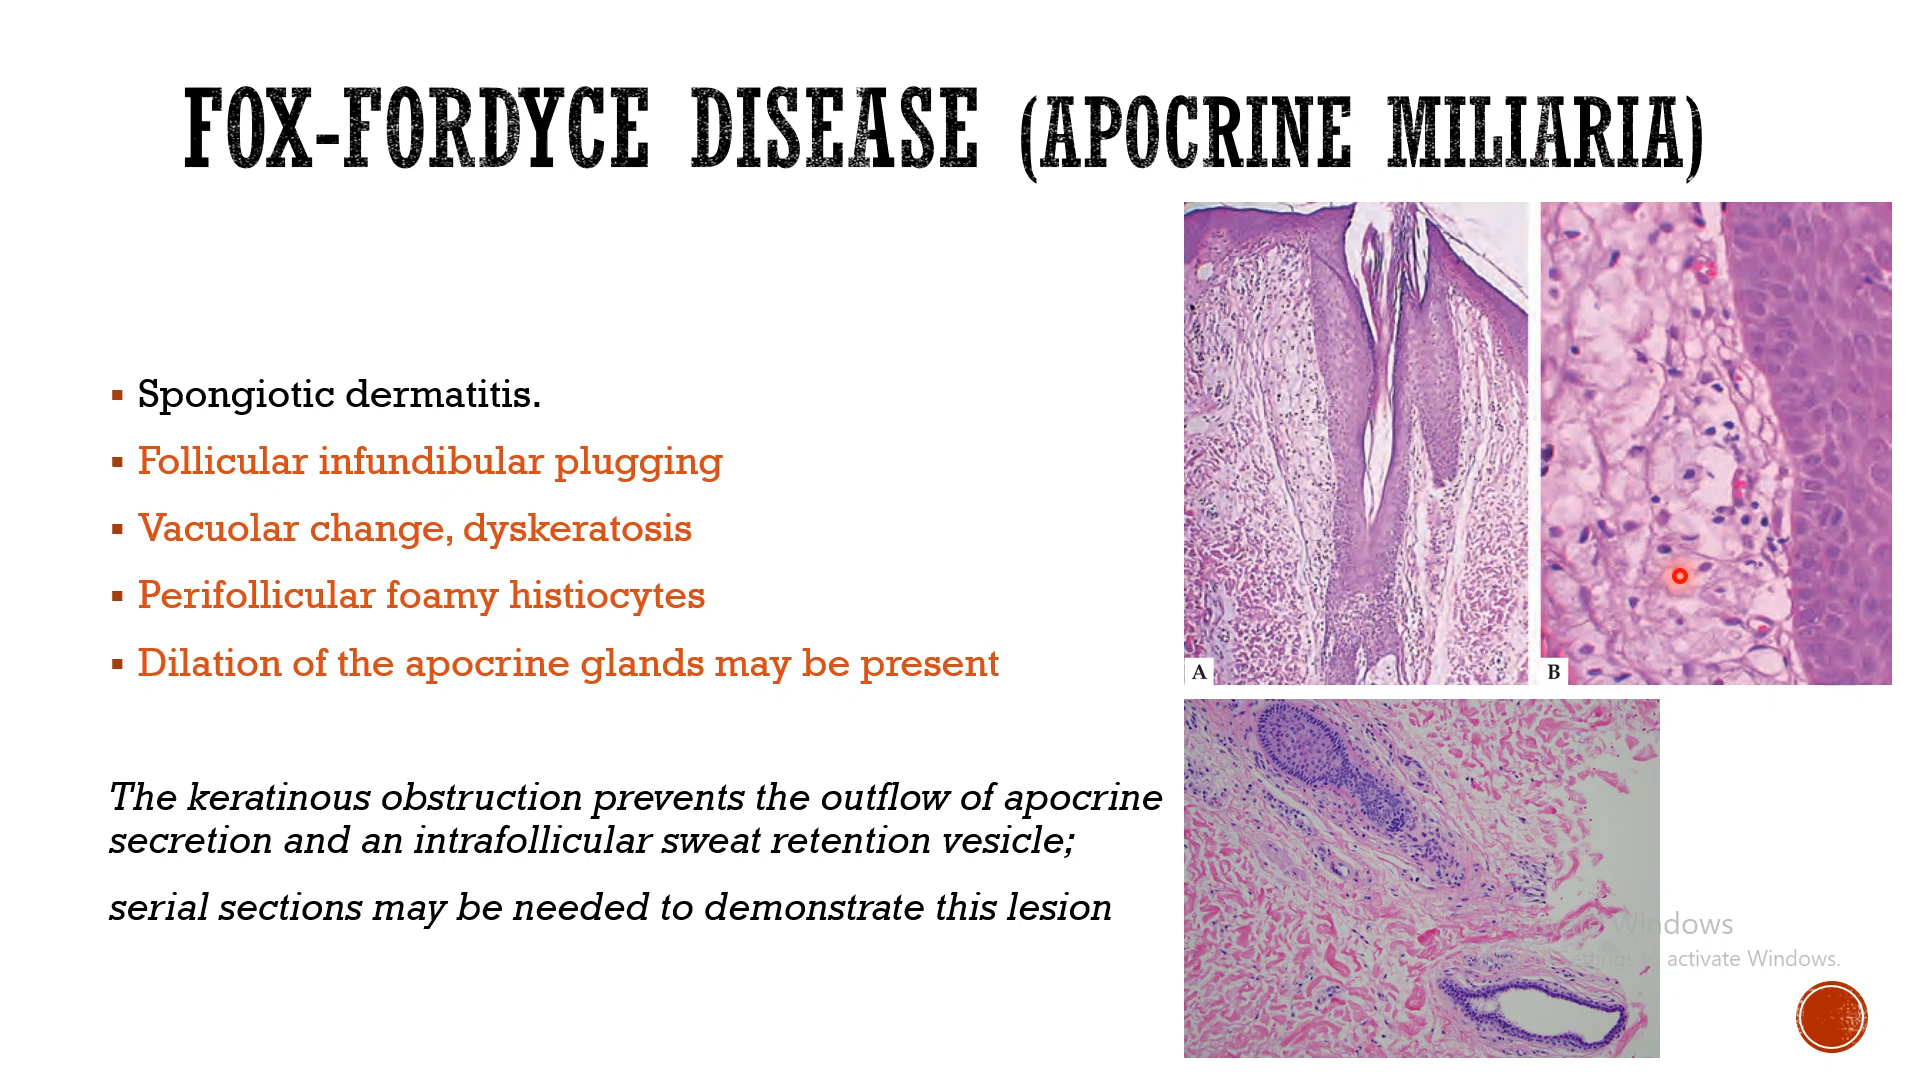 FOX-FORDYCE DISEASE (APOCRINE MILIARIA)
▪ Spongiotic dermatitis.
▪ Follicular infundibular plugging
▪ Vacuolar change, dyskeratosis
▪ Perifollicular foamy histiocytes
▪ Dilation of the apocrine glands may be present
The keratinous obstruction prevents the outflow of apocrine
secretion and an intrafollicular sweat retention vesicle;
serial sections may be needed to demonstrate this lesion
A
B
Windows
activate Windows.